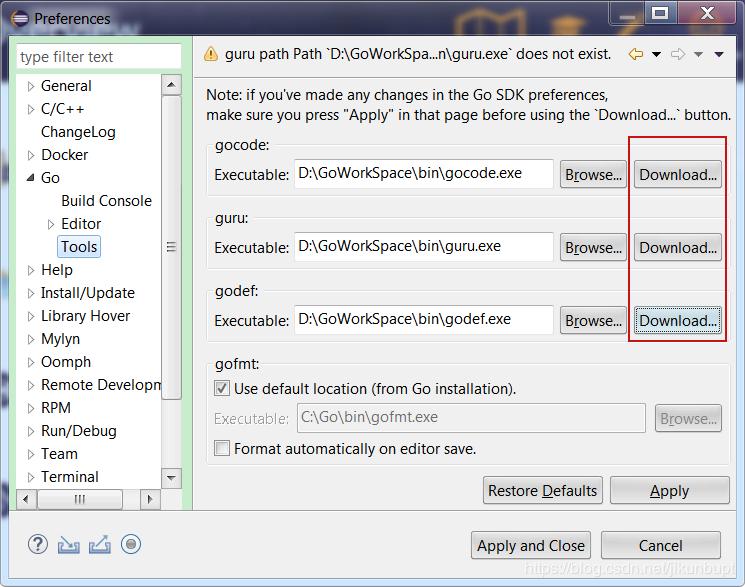 Preferences
type filter text
General
C/C++
ChangeLog
Docker
Go
Build Console
Editor
Tools
Help
Install/Update
Library Hover
Mylyn
Oomph
Remote Developm
RPM
Run/Debug
Team
Terminal
guru path Path `D:\GoWorkSpa...n\guru.exe` does not exist.
Note: if you've made any changes in the Go SDK preferences,
make sure you press "Apply" in that page before using the `Download...` button.
gocode:
Executable: D:\GoWorkSpace\bin\gocode.exe Browse... Download...
guru:
Executable: D:\GoWorkSpace\bin\guru.exe Browse... Download...
godef:
Executable: D:\GoWorkSpace\bin\godef.exe Browse... Download...
gofmt:
Use default location (from Go installation).
Executable: C:\Go\bin\gofmt.exe Browse...
Format automatically on editor save.
Restore Defaults Apply
Apply and Close Cancel
https://blog.csdn.net/jikunbupt